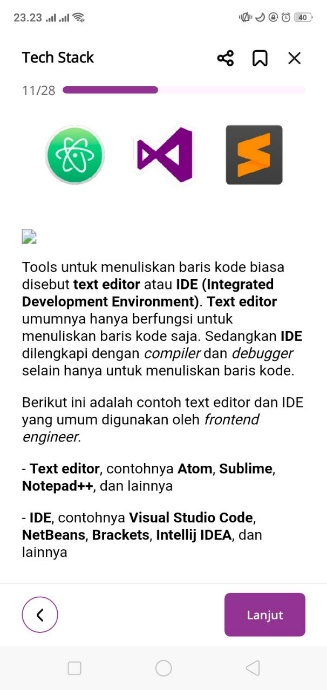 23.23
40
Tech Stack
11/28
Tools untuk menuliskan baris kode biasa
disebut text editor atau IDE (Integrated
Development Environment). Text editor
umumnya hanya berfungsi untuk
menuliskan baris kode saja. Sedangkan IDE
dilengkapi dengan compiler dan debugger
selain hanya untuk menuliskan baris kode.
Berikut ini adalah contoh text editor dan IDE
yang umum digunakan oleh frontend
engineer.
- Text editor, contohnya Atom, Sublime,
Notepad++, dan lainnya
- IDE, contohnya Visual Studio Code,
NetBeans, Brackets, Intellij IDEA, dan
lainnya
Lanjut